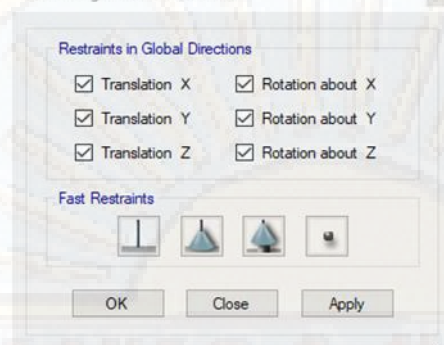 Restraints in Global Directions
Translation X Rotation about X
Translation Y Rotation about Y
Translation Z Rotation about Z
Fast Restraints
OK Close Apply